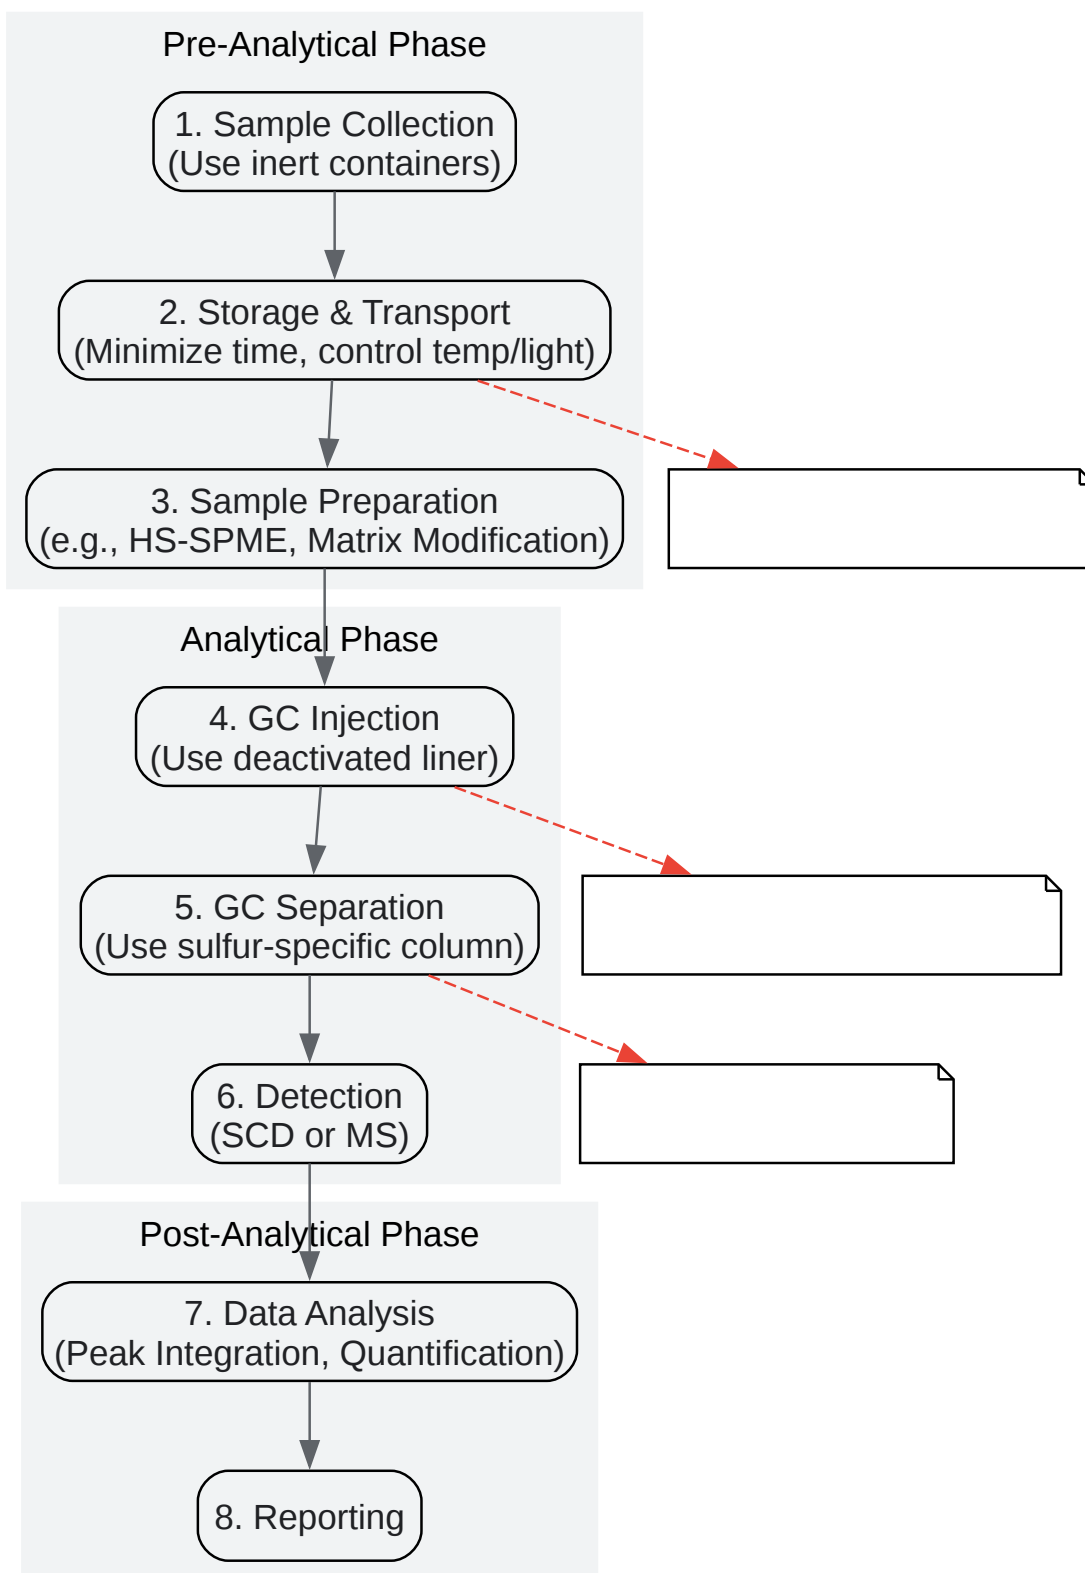 Pre-Analytical Phase
1. Sample Collection
(Use inert containers)
2. Storage & Transport
(Minimize time, control temp/light)
3. Sample Preparation
(e.g., HS-SPME, Matrix Modification)
Analytical Phase
4. GC Injection
(Use deactivated liner)
5. GC Separation
(Use sulfur-specific column)
6. Detection
(SCD or MS)
Post-Analytical Phase
7. Data Analysis
(Peak Integration, Quantification)
8. Reporting